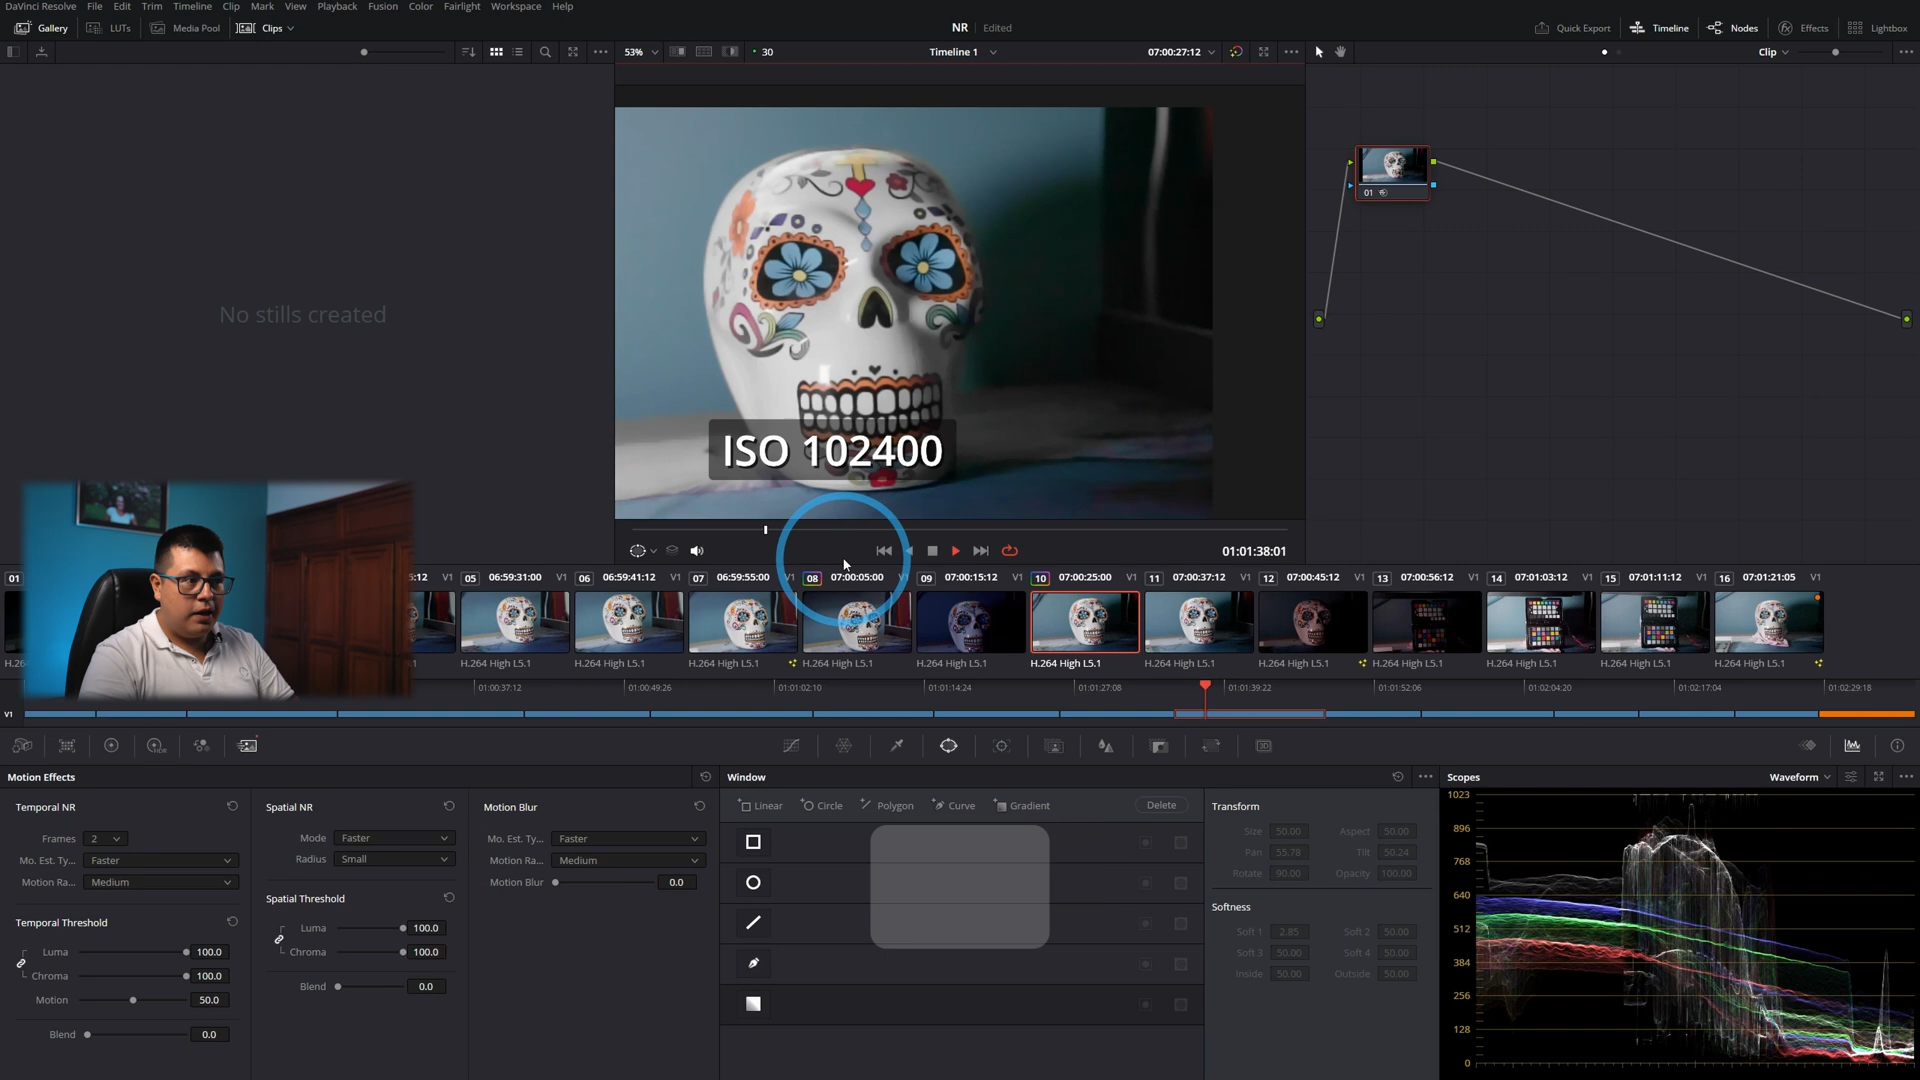 DaVinci Resolve File Edit Trim Timeline Clip Mark View Playback Fusion Color Fairlight Workspace Help
Gallery LUTs Media Pool Clips NR Edited Quick Export Timeline Nodes Effects Lightbox
53% 30 Timeline 1 07:00:27:12 Clip
No stills created
01
ISO 102400
01:01:38:01
01 5:12 05 06:59:31:00 V1 06 06:59:41:12 V1 07 06:59:55:00 V1 08 07:00:05:00 V1 09 07:00:15:12 V1 10 07:00:25:00 V1 11 07:00:37:12 V1 12 07:00:45:12 V1 13 07:00:56:12 V1 14 07:01:03:12 V1 15 07:01:11:12 V1 16 07:01:21:05 V1
H.26 H.264 High L5.1 H.264 High L5.1 H.264 High L5.1 H.264 High L5.1 H.264 High L5.1 H.264 High L5.1 H.264 High L5.1 H.264 High L5.1 H.264 High L5.1 H.264 High L5.1 H.264 High L5.1 H.264 High L5.1
01:00:37:12 01:00:49:26 01:01:02:10 01:01:14:24 01:01:27:08 01:01:39:22 01:01:52:06 01:02:04:20 01:02:17:04 01:02:29:18
V1
HDR 3D
Motion Effects Window Scopes Waveform
Temporal NR Spatial NR Motion Blur
Linear Circle Polygon Curve Gradient Delete
Frames 2 Mode Faster Mo. Est. Ty... Faster
Mo. Est. Ty... Faster Radius Small Motion Ra... Medium
Motion Ra... Medium Motion Blur 0.0
Temporal Threshold Spatial Threshold
Luma 100.0 Luma 100.0
Chroma 100.0 Chroma 100.0
Motion 50.0 Blend 0.0
Blend 0.0
Transform
Size 50.00 Aspect 50.00
Pan 55.78 Tilt 50.24
Rotate 90.00 Opacity 100.00
Softness
Soft 1 2.85 Soft 2 50.00
Soft 3 50.00 Soft 4 50.00
Inside 50.00 Outside 50.00
1023
896
768
640
512
384
256
128
0